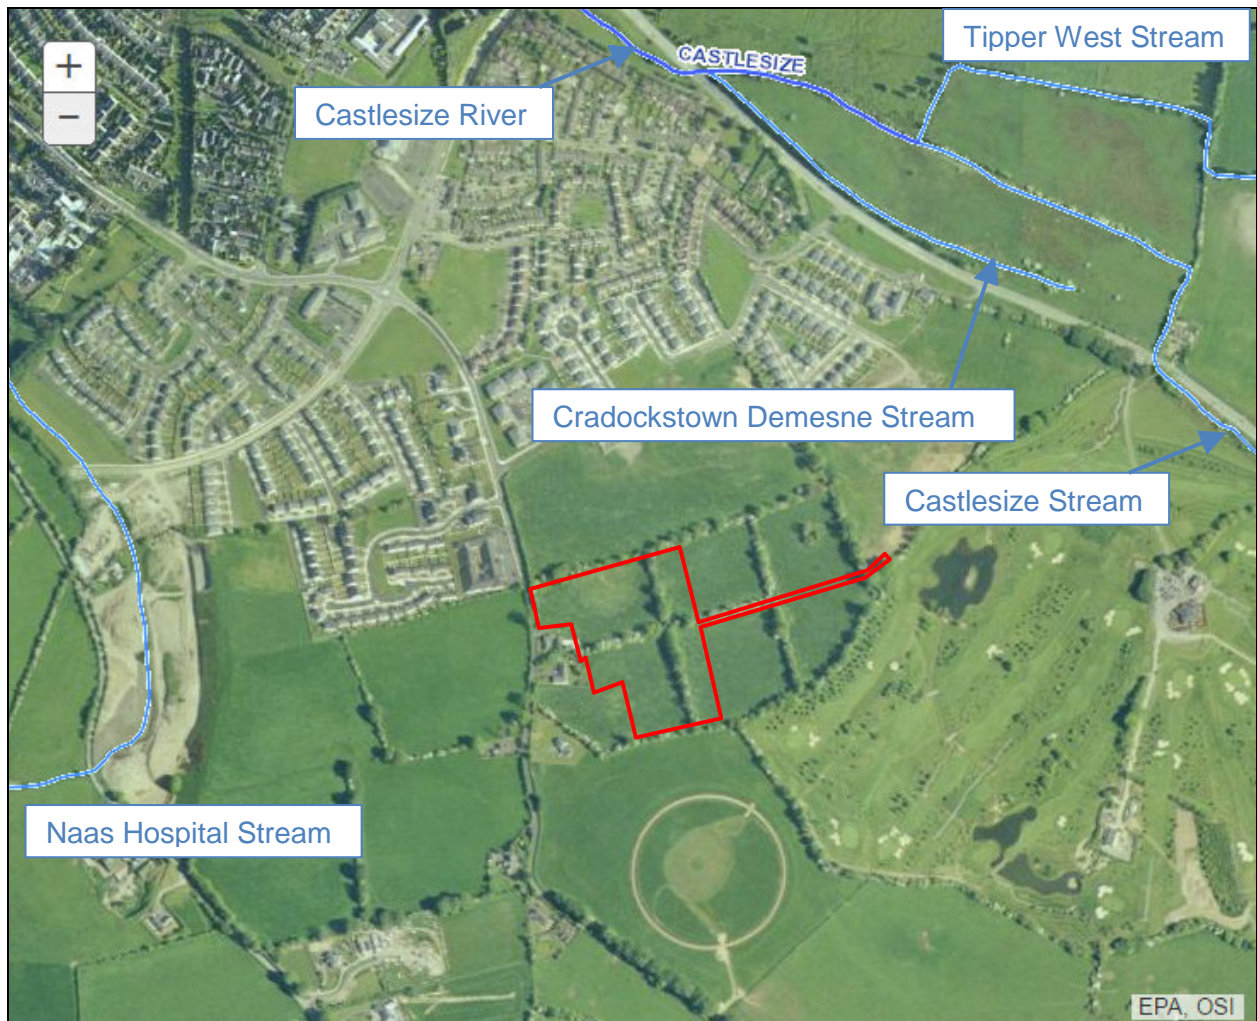 Tipper West Stream
+
CASTLESIZE
Castlesize River
−
Cradockstown Demesne Stream
Castlesize Stream
Naas Hospital Stream
EPA, OSI